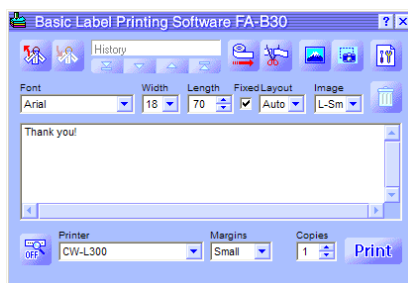 Basic Label Printing Software FA-B30
History
Font Width Length Fixed Layout Image
Arial 18 70 Auto L-Sm
Thank you!
Printer Margins Copies
OFF CW-L300 Small 1 Print